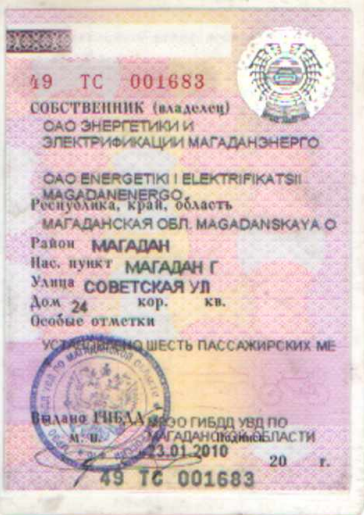 49 ТС 001683
СОБСТВЕННИК (владелец)
ОАО ЭНЕРГЕТИКИ И
ЭЛЕКТРИФИКАЦИИ МАГАДАНЭНЕРГО
OAO ENERGETIKI I ELEKTRIFIKATSII
MAGADANENERGO
Республика, край, область
МАГАДАНСКАЯ ОБЛ. MAGADANSKAYA O
Район МАГАДАН
Нас. пункт МАГАДАН Г
Улица СОВЕТСКАЯ УЛ
Дом 24 кор. кв.
Особые отметки
УСТАНОВЛЕНО ШЕСТЬ ПАССАЖИРСКИХ МЕ
Выдано ГИБДД МРЭО ГИБДД УВД ПО
М. П. МАГАДАНСКОЙ ОБЛАСТИ
Подпись
23.01.2010
20 г.
49 ТС 001683